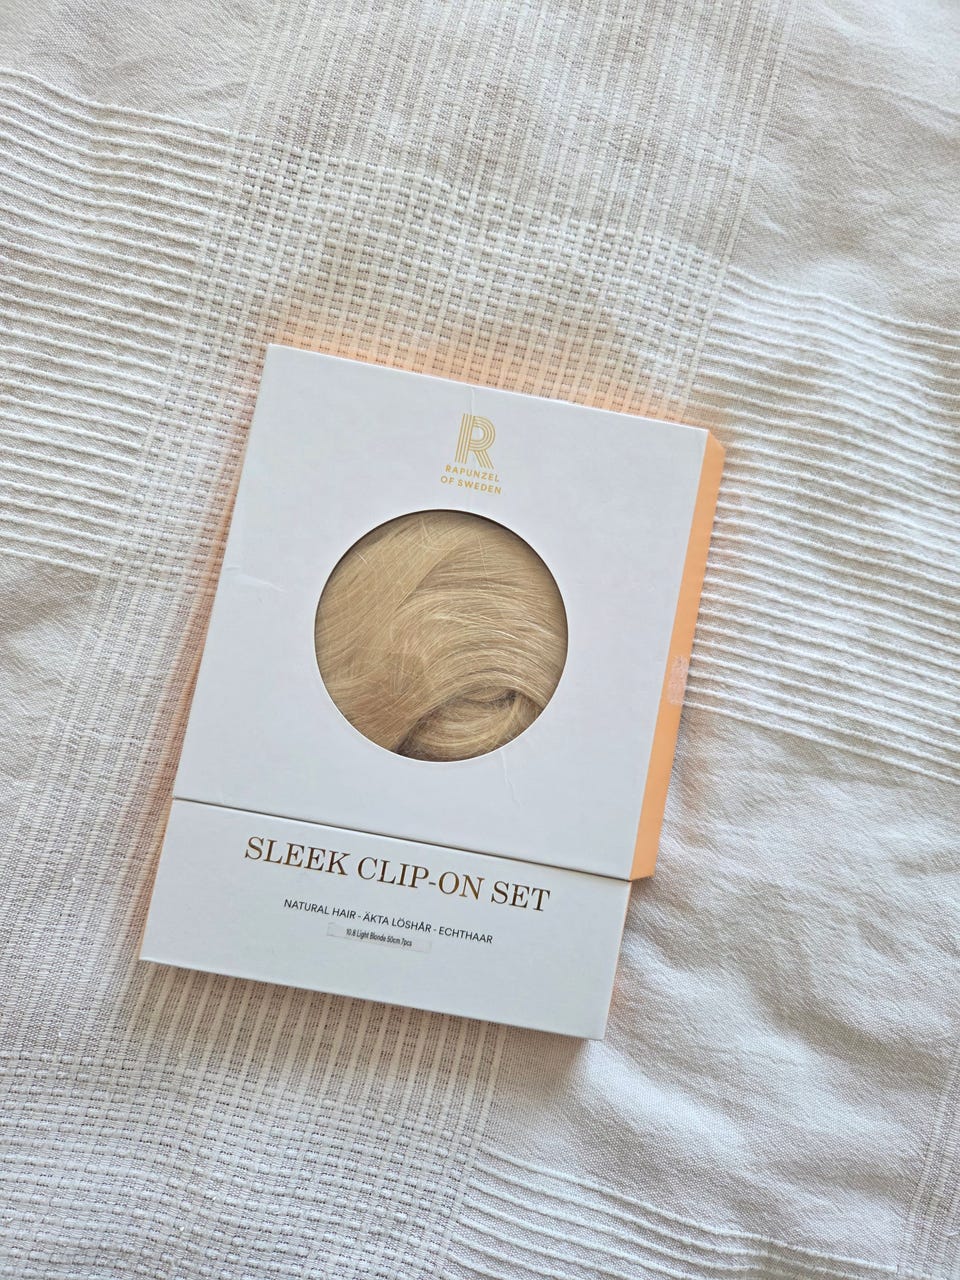 R
RAPUNZEL
OF SWEDEN
SLEEK CLIP-ON SET
NATURAL HAIR - ÄKTA LÖSHÅR - ECHTHAAR
10.8 Light Blonde 50cm 7pcs